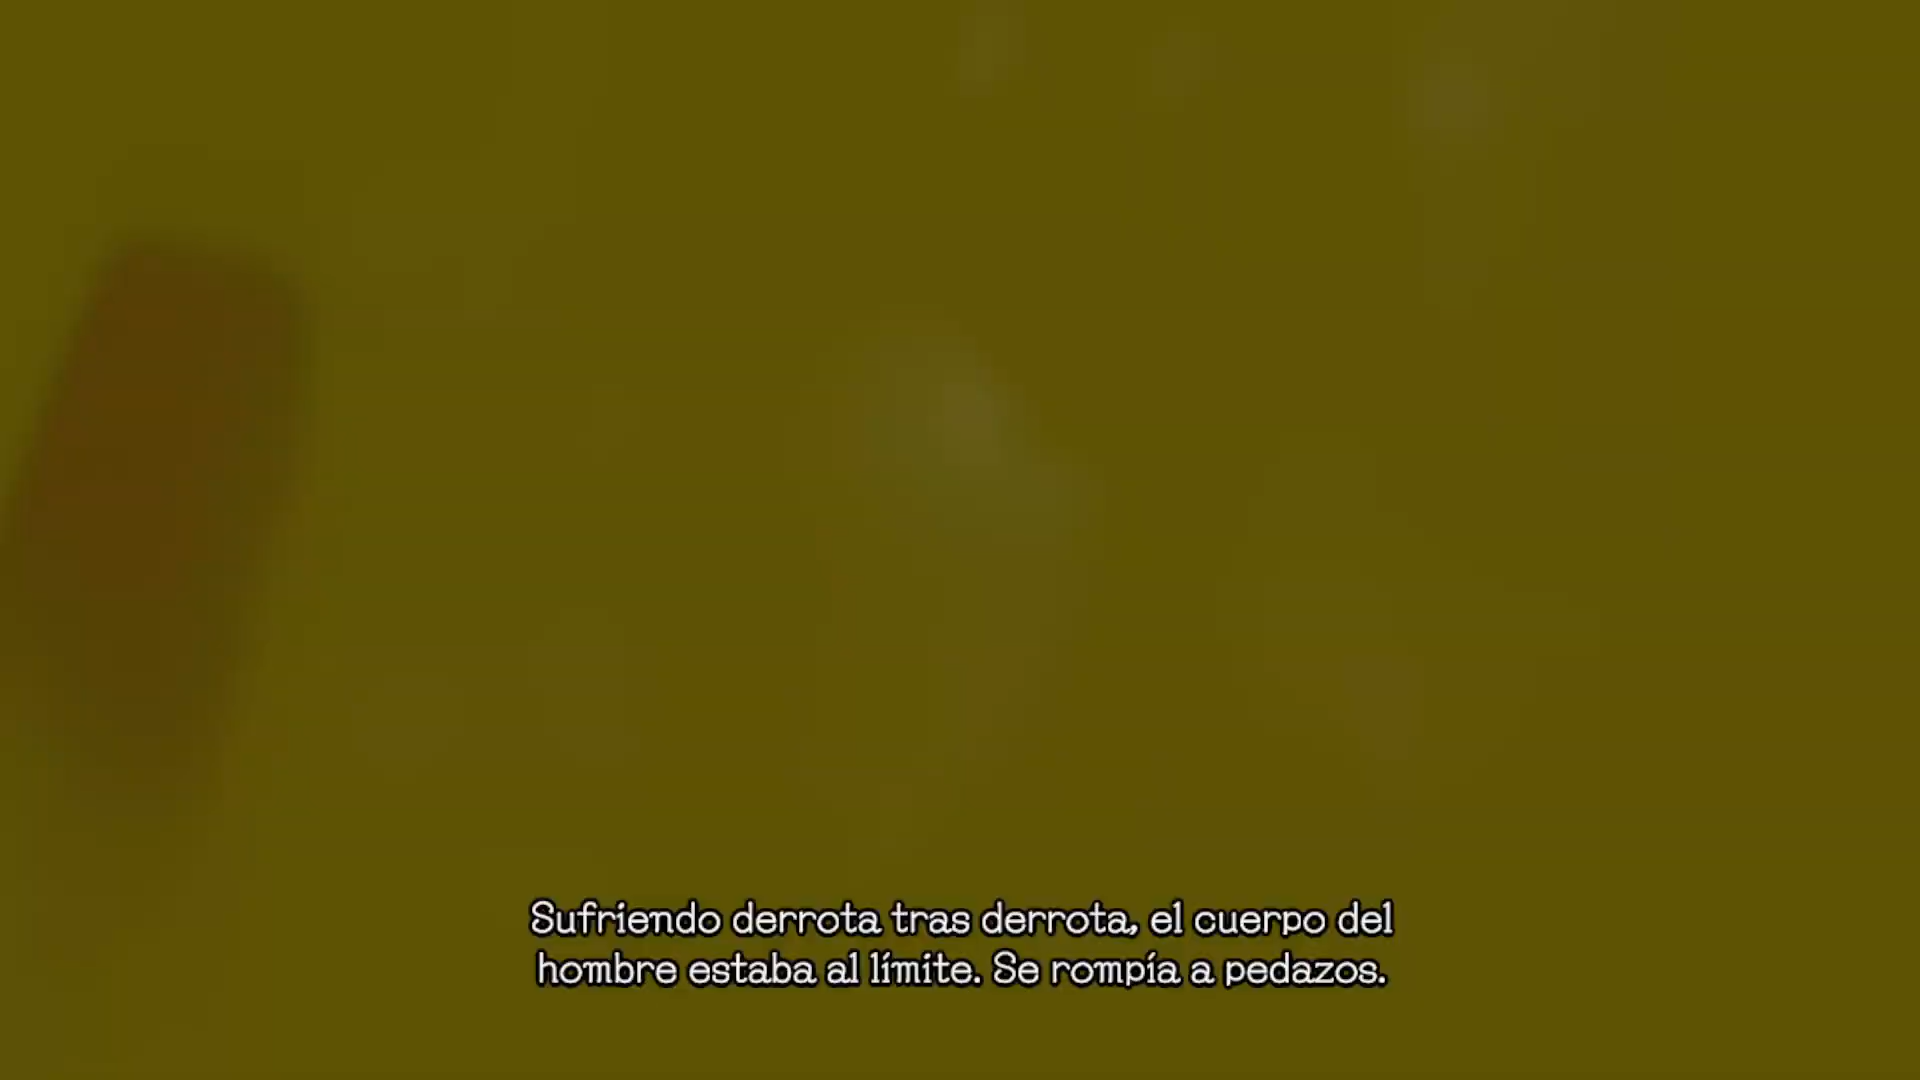 Sufriendo derrota tras derrota, el cuerpo del
hombre estaba al límite. Se rompía a pedazos.